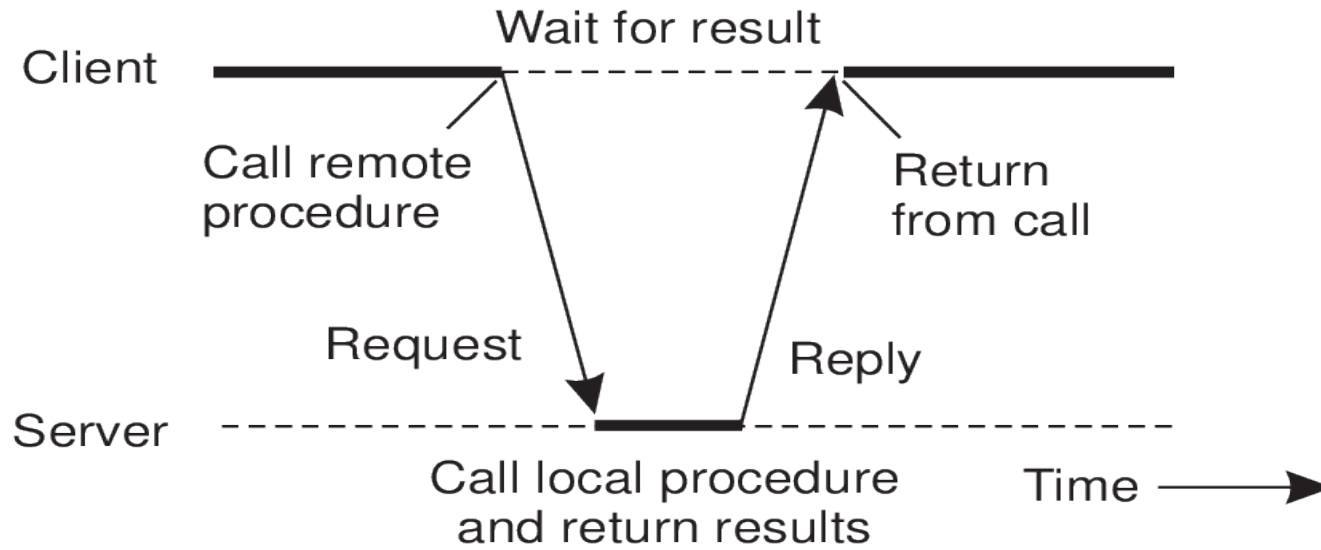 Wait for result
Client
Call remote
procedure
Return
from call
Request
Reply
Server
Call local procedure
and return results
Time